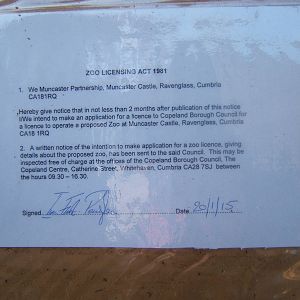 ZOO LICENSING ACT 1981
1. We Muncaster Partnership, Muncaster Castle, Ravenglass, Cumbria
CA181RQ
Hereby give notice that in not less than 2 months after publication of this notice
I/We intend to make an application for a licence to Copeland Borough Council for
a licence to operate a proposed Zoo at Muncaster Castle, Ravenglass, Cumbria
CA18 1RQ
2. A written notice of the intention to make application for a zoo licence, giving
details about the proposed zoo, has been sent to the said Council. This may be
inspected free of charge at the offices of the Copeland Borough Council, The
Copeland Centre, Catherine Street, Whitehaven, Cumbria CA28 7SJ between
the hours 09.30 – 16.30.
Signed Date 20/1/15